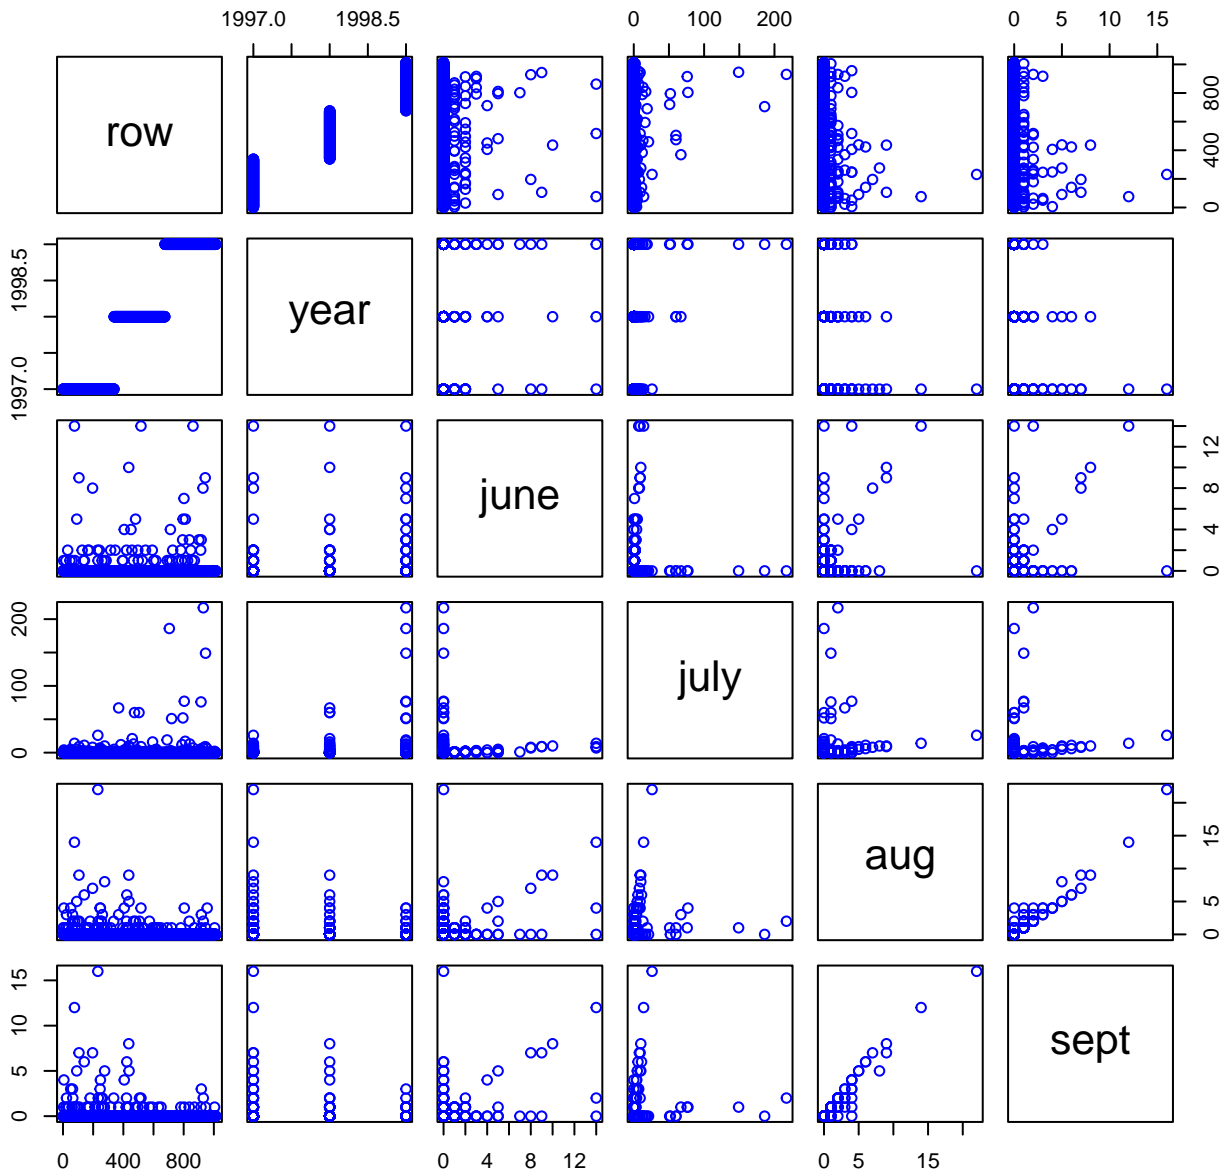 1997.0 1998.5 0 100 200 0 5 10 15
row 0 400 800
1997.0 1998.5 year
june 0 4 8 12
0 100 200 july
aug 0 5 15
0 5 10 15 sept
0 400 800 0 4 8 12 0 5 15